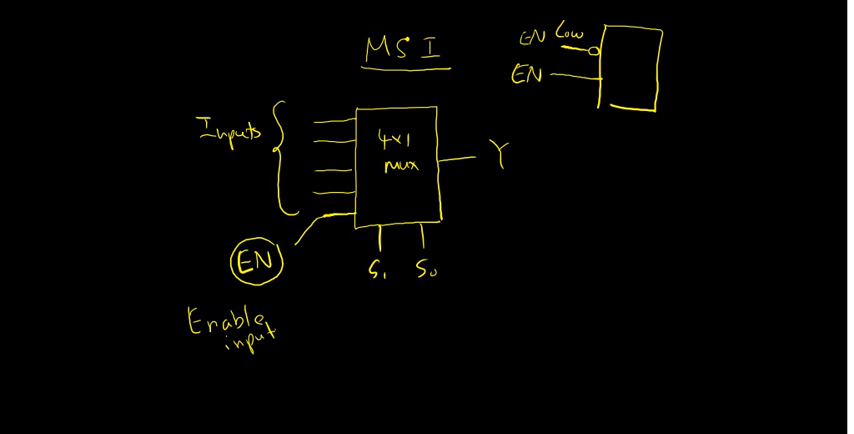 MSI
EN Low
EN
Inputs
4x1
mux
Y
EN
S₁ S₀
Enable
input